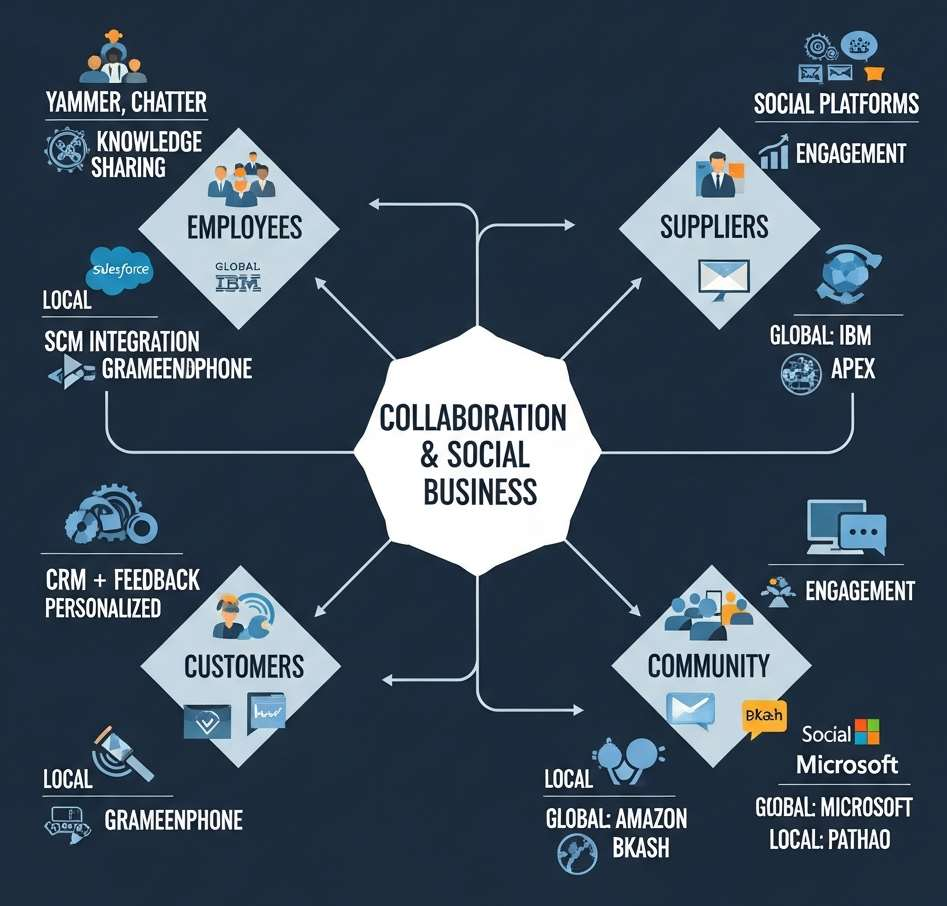 YAMMER, CHATTER
KNOWLEDGE
SHARING
EMPLOYEES
GLOBAL
IBM
salesforce
LOCAL
SCM INTEGRATION
GRAMEENDPHONE
SOCIAL PLATFORMS
ENGAGEMENT
SUPPLIERS
GLOBAL: IBM
APEX
COLLABORATION
& SOCIAL
BUSINESS
CRM + FEEDBACK
PERSONALIZED
CUSTOMERS
LOCAL
GRAMEENPHONE
ENGAGEMENT
COMMUNITY
BKash
LOCAL
GLOBAL: AMAZON
BKASH
Social
Microsoft
GLOBAL: MICROSOFT
LOCAL: PATHAO